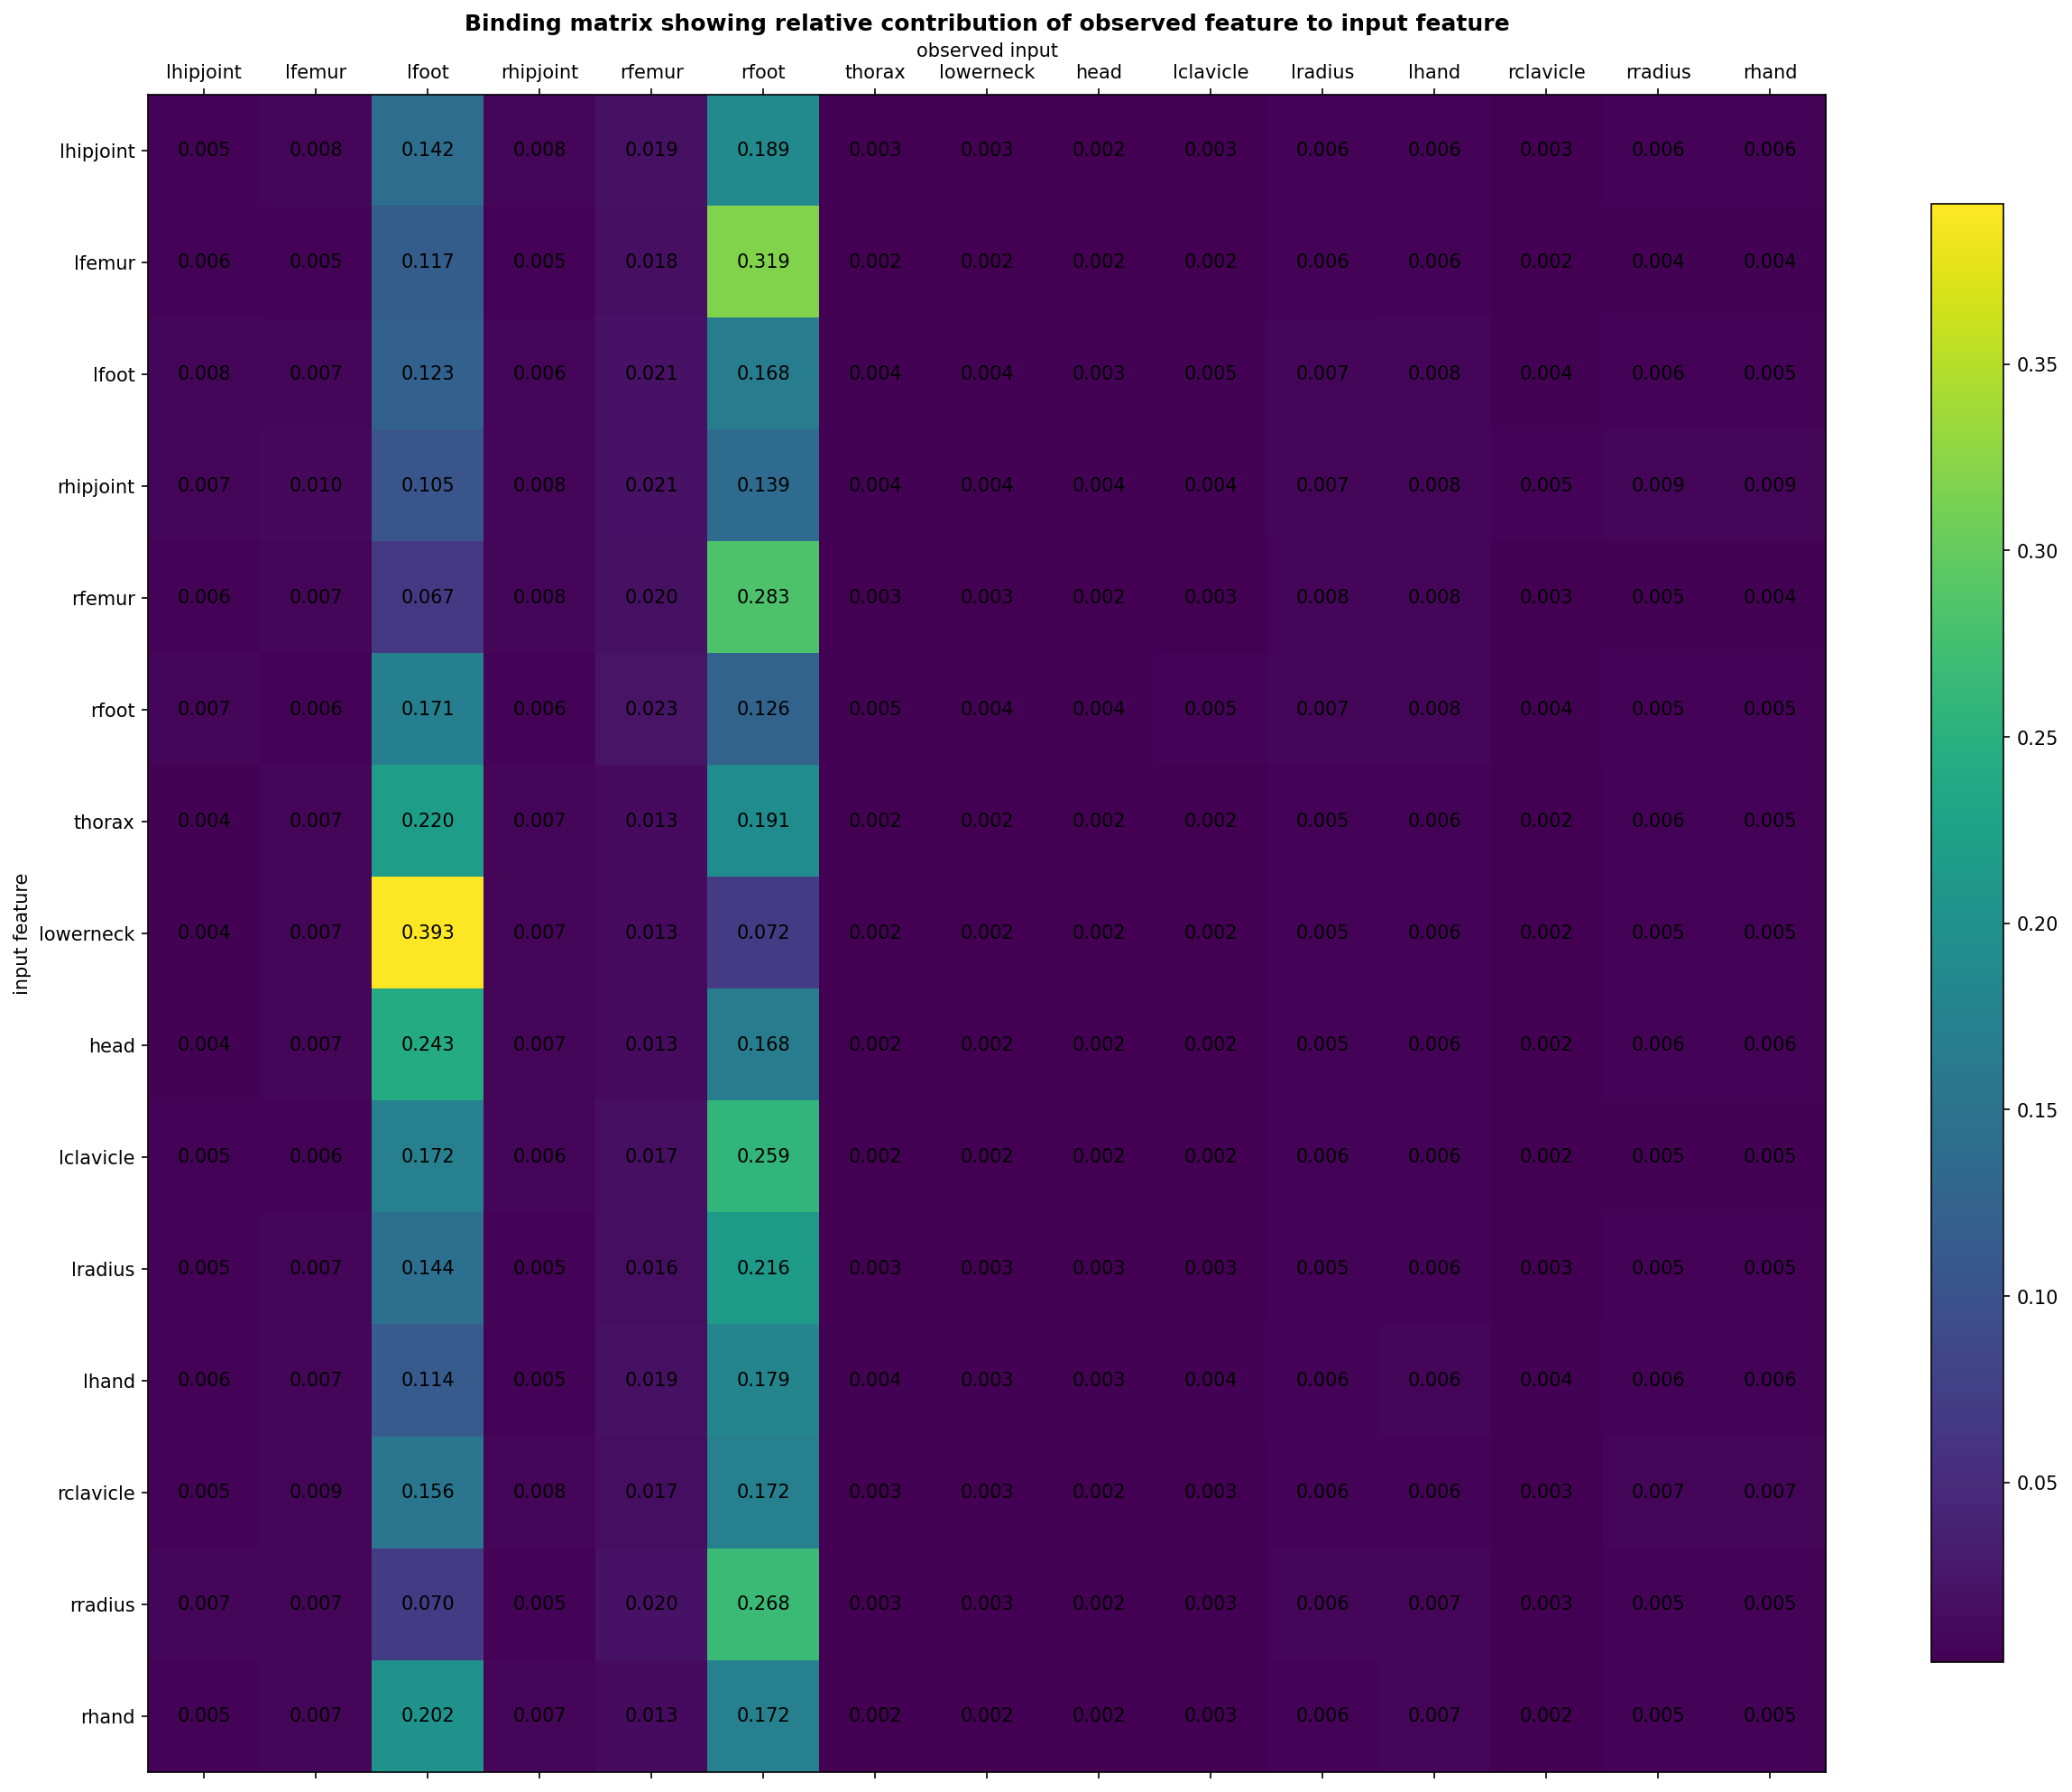 Binding matrix showing relative contribution of observed feature to input feature
observed input
lhipjoint lfemur lfoot rhipjoint rfemur rfoot thorax lowerneck head lclavicle lradius lhand rclavicle rradius rhand
lhipjoint 0.005 0.008 0.142 0.008 0.019 0.189 0.003 0.003 0.002 0.003 0.006 0.006 0.003 0.006 0.006
lfemur 0.006 0.005 0.117 0.005 0.018 0.319 0.002 0.002 0.002 0.002 0.006 0.006 0.002 0.004 0.004
lfoot 0.008 0.007 0.123 0.006 0.021 0.168 0.004 0.004 0.003 0.005 0.007 0.008 0.004 0.006 0.005
rhipjoint 0.007 0.010 0.105 0.008 0.021 0.139 0.004 0.004 0.004 0.004 0.007 0.008 0.005 0.009 0.009
rfemur 0.006 0.007 0.067 0.008 0.020 0.283 0.003 0.003 0.002 0.003 0.008 0.008 0.003 0.005 0.004
rfoot 0.007 0.006 0.171 0.006 0.023 0.126 0.005 0.004 0.004 0.005 0.007 0.008 0.004 0.005 0.005
thorax 0.004 0.007 0.220 0.007 0.013 0.191 0.002 0.002 0.002 0.002 0.005 0.006 0.002 0.006 0.005
lowerneck 0.004 0.007 0.393 0.007 0.013 0.072 0.002 0.002 0.002 0.002 0.005 0.006 0.002 0.005 0.005
head 0.004 0.007 0.243 0.007 0.013 0.168 0.002 0.002 0.002 0.002 0.005 0.006 0.002 0.006 0.006
lclavicle 0.005 0.006 0.172 0.006 0.017 0.259 0.002 0.002 0.002 0.002 0.006 0.006 0.002 0.005 0.005
lradius 0.005 0.007 0.144 0.005 0.016 0.216 0.003 0.003 0.003 0.003 0.005 0.006 0.003 0.005 0.005
lhand 0.006 0.007 0.114 0.005 0.019 0.179 0.004 0.003 0.003 0.004 0.006 0.006 0.004 0.006 0.006
rclavicle 0.005 0.009 0.156 0.008 0.017 0.172 0.003 0.003 0.002 0.003 0.006 0.006 0.003 0.007 0.007
rradius 0.007 0.007 0.070 0.005 0.020 0.268 0.003 0.003 0.002 0.003 0.006 0.007 0.003 0.005 0.005
rhand 0.005 0.007 0.202 0.007 0.013 0.172 0.002 0.002 0.002 0.003 0.006 0.007 0.002 0.005 0.005
input feature
0.35
0.30
0.25
0.20
0.15
0.10
0.05